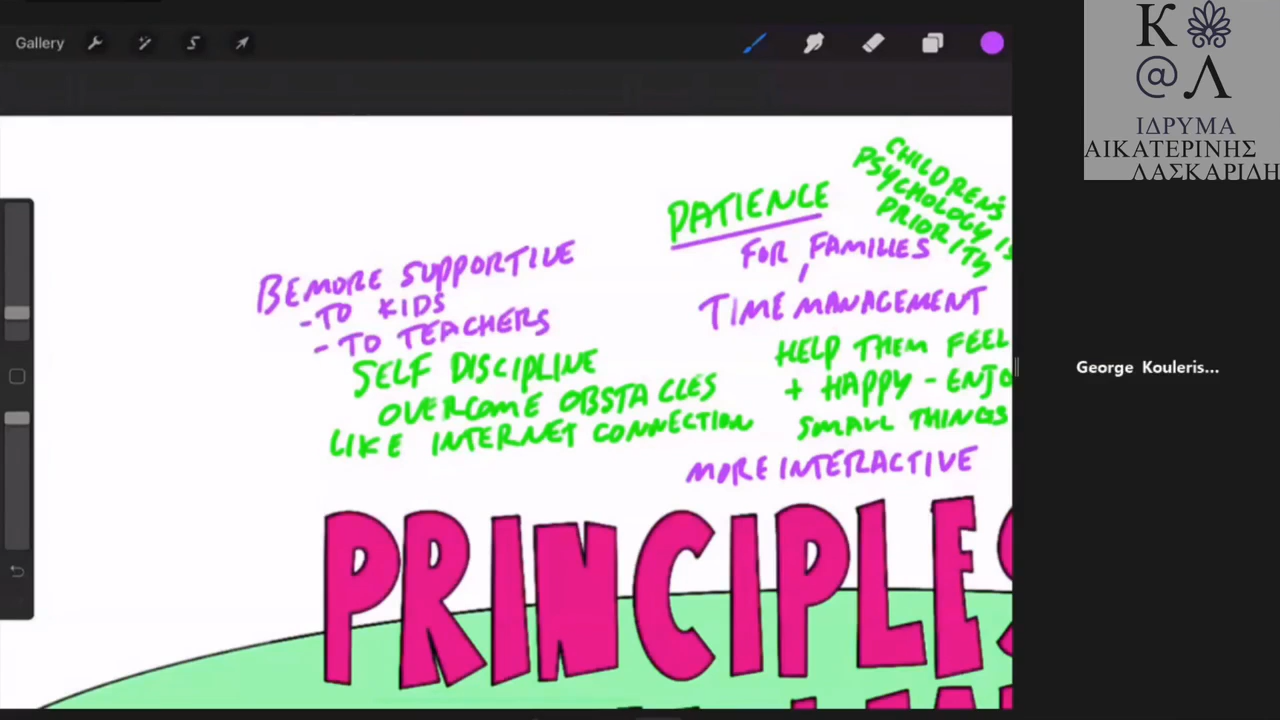 Gallery
K
@ Λ
ΙΔΡΥΜΑ
ΑΙΚΑΤΕΡΙΝΗΣ
ΛΑΣΚΑΡΙΔΗ
CHILDREN'S
PSYCHOLOGY IS
PRIORITY
PATIENCE
FOR FAMILIES
TIME MANAGEMENT
BE MORE SUPPORTIVE
- TO KIDS
- TO TEACHERS
SELF DISCIPLINE
OVERCOME OBSTACLES
LIKE INTERNET CONNECTION
HELP THEM FEEL
+ HAPPY - ENJO
SMALL THINGS
MORE INTERACTIVE
PRINCIPLES
George Kouleris...